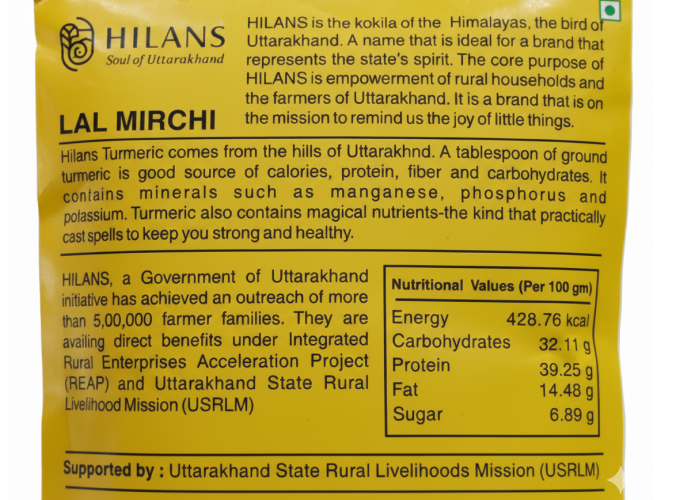 HILANS
Soul of Uttarakhand
LAL MIRCHI
HILANS is the kokila of the Himalayas, the bird of
Uttarakhand. A name that is ideal for a brand that
represents the state's spirit. The core purpose of
HILANS is empowerment of rural households and
the farmers of Uttarakhand. It is a brand that is on
the mission to remind us the joy of little things.
Hilans Turmeric comes from the hills of Uttarakhnd. A tablespoon of ground
turmeric is good source of calories, protein, fiber and carbohydrates. It
contains minerals such as manganese, phosphorus and
polassium. Turmeric also contains magical nutrients-the kind that practically
cast spells to keep you strong and healthy.
HILANS, a Government of Uttarakhand
initiative has achieved an outreach of more
than 5,00,000 farmer families. They are
availing direct benefits under Integrated
Rural Enterprises Acceleration Project
(REAP) and Uttarakhand State Rural
Livelihood Mission (USRLM)
Nutritional Values (Per 100 gm)
Energy 428.76 kcal
Carbohydrates 32.11 g
Protein 39.25 g
Fat 14.48 g
Sugar 6.89 g
Supported by : Uttarakhand State Rural Livelihoods Mission (USRLM)